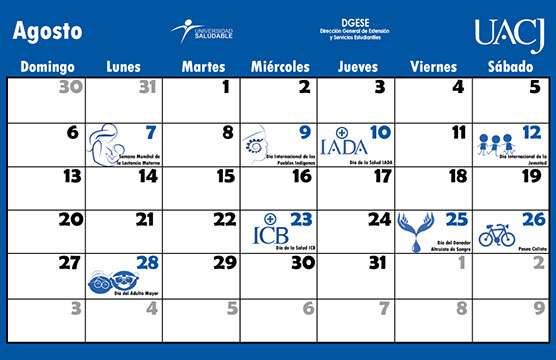 Agosto
UNIVERSIDAD
SALUDABLE
DGESE
Dirección General de Extensión
y Servicios Estudiantiles
UACJ
Domingo Lunes Martes Miércoles Jueves Viernes Sábado
30 31 1 2 3 4 5
6 7 8 9 10 11 12
Semana Mundial de
la Lactancia Materna
Día Internacional de los
Pueblos Indígenas
IADA
Día de la Salud IADA
Día Internacional de la
Juventud
13 14 15 16 17 18 19
20 21 22 23 24 25 26
ICB
Día de la Salud ICB
Día del Donador
Altruista de Sangre
Paseo Ciclista
27 28 29 30 31 1 2
Día del Adulto Mayor
3 4 5 6 7 8 9